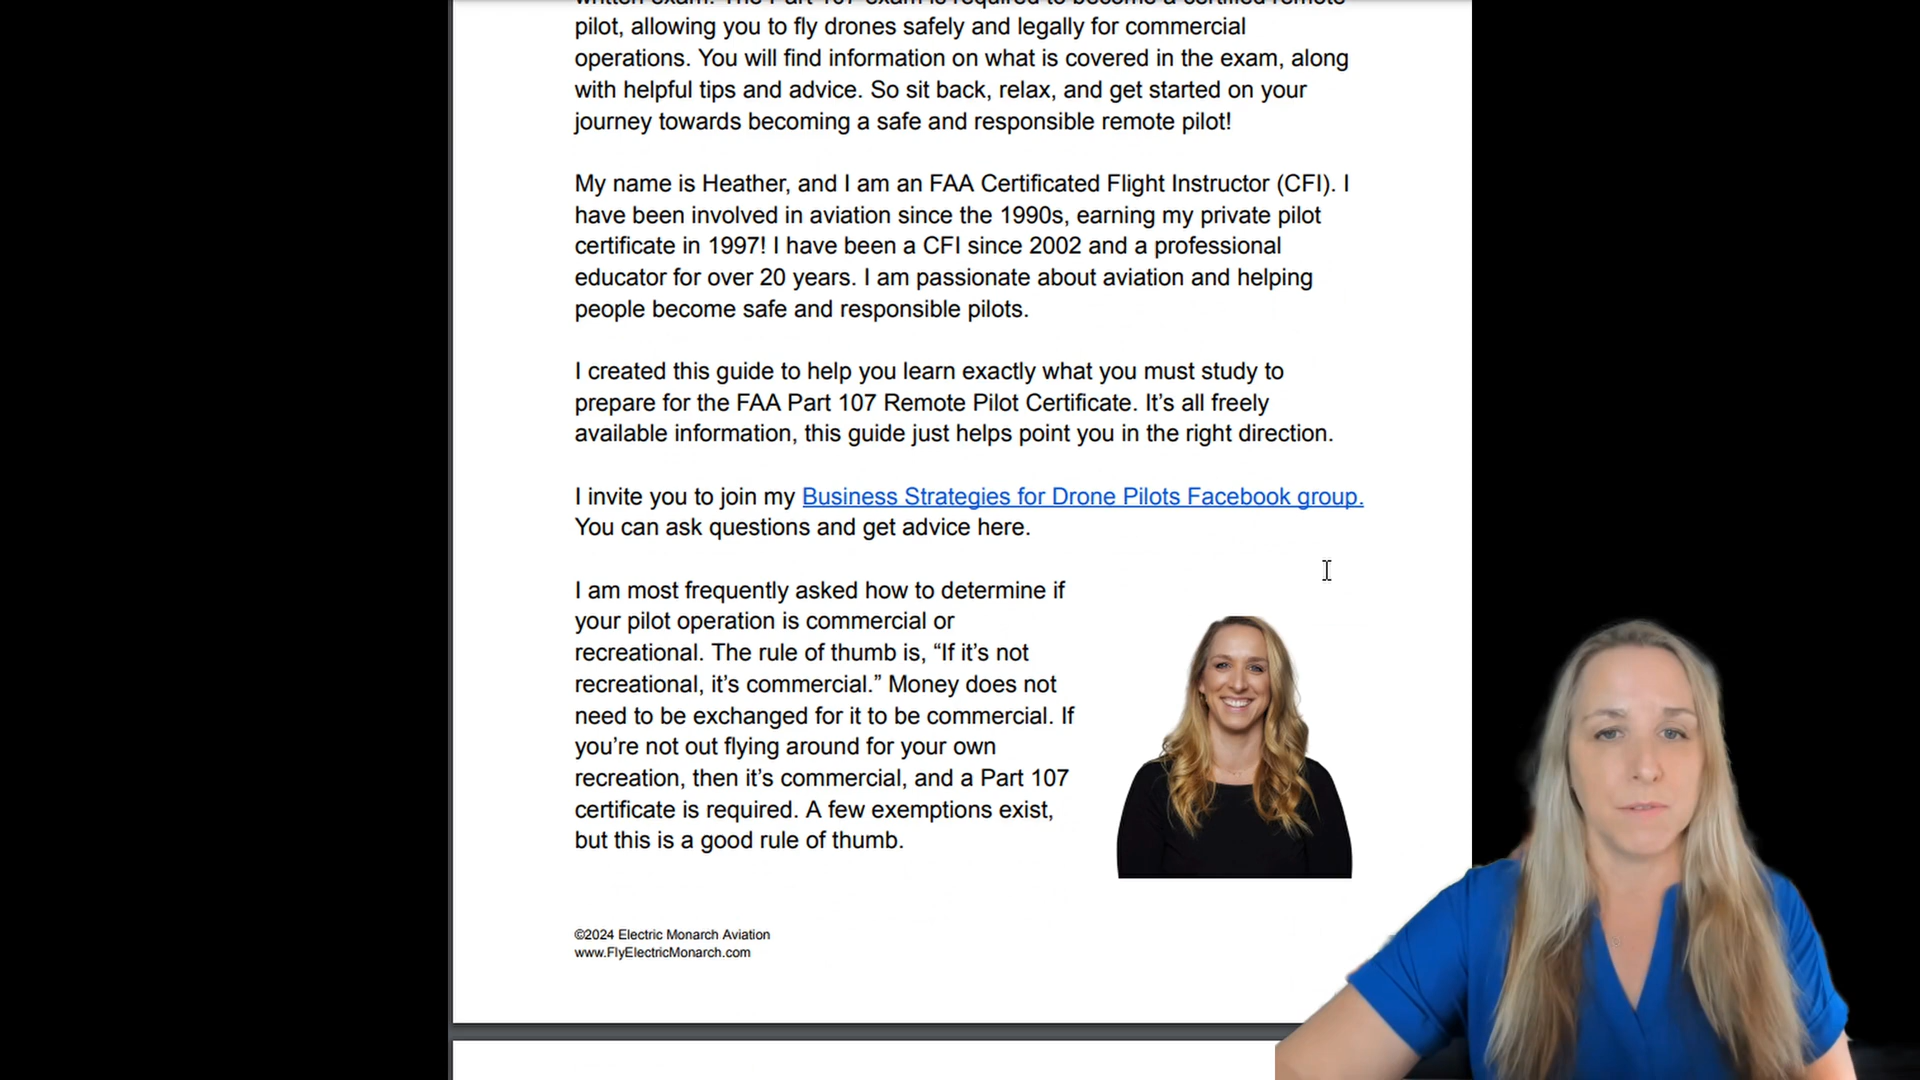 written exam. The Part 107 exam is required to become a certified remote
pilot, allowing you to fly drones safely and legally for commercial
operations. You will find information on what is covered in the exam, along
with helpful tips and advice. So sit back, relax, and get started on your
journey towards becoming a safe and responsible remote pilot!
My name is Heather, and I am an FAA Certificated Flight Instructor (CFI). I
have been involved in aviation since the 1990s, earning my private pilot
certificate in 1997! I have been a CFI since 2002 and a professional
educator for over 20 years. I am passionate about aviation and helping
people become safe and responsible pilots.
I created this guide to help you learn exactly what you must study to
prepare for the FAA Part 107 Remote Pilot Certificate. It’s all freely
available information, this guide just helps point you in the right direction.
I invite you to join my Business Strategies for Drone Pilots Facebook group.
You can ask questions and get advice here.
I am most frequently asked how to determine if
your pilot operation is commercial or
recreational. The rule of thumb is, “If it’s not
recreational, it’s commercial.” Money does not
need to be exchanged for it to be commercial. If
you’re not out flying around for your own
recreation, then it’s commercial, and a Part 107
certificate is required. A few exemptions exist,
but this is a good rule of thumb.
©2024 Electric Monarch Aviation
www.FlyElectricMonarch.com